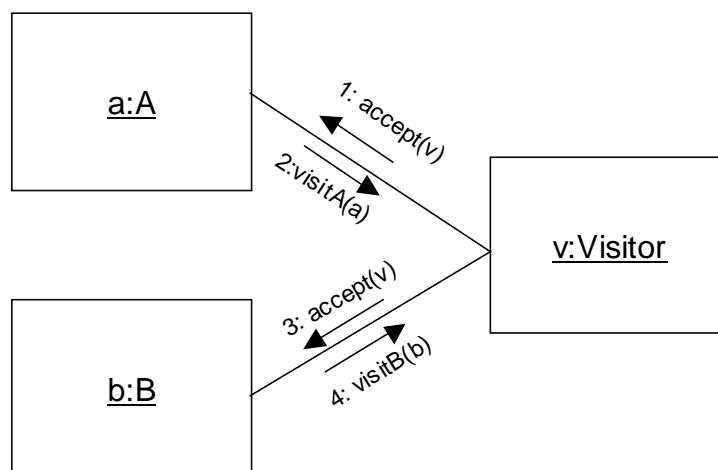 a:A
1: accept(v)
2:visitA(a)
v:Visitor
3: accept(v)
4: visitB(b)
b:B